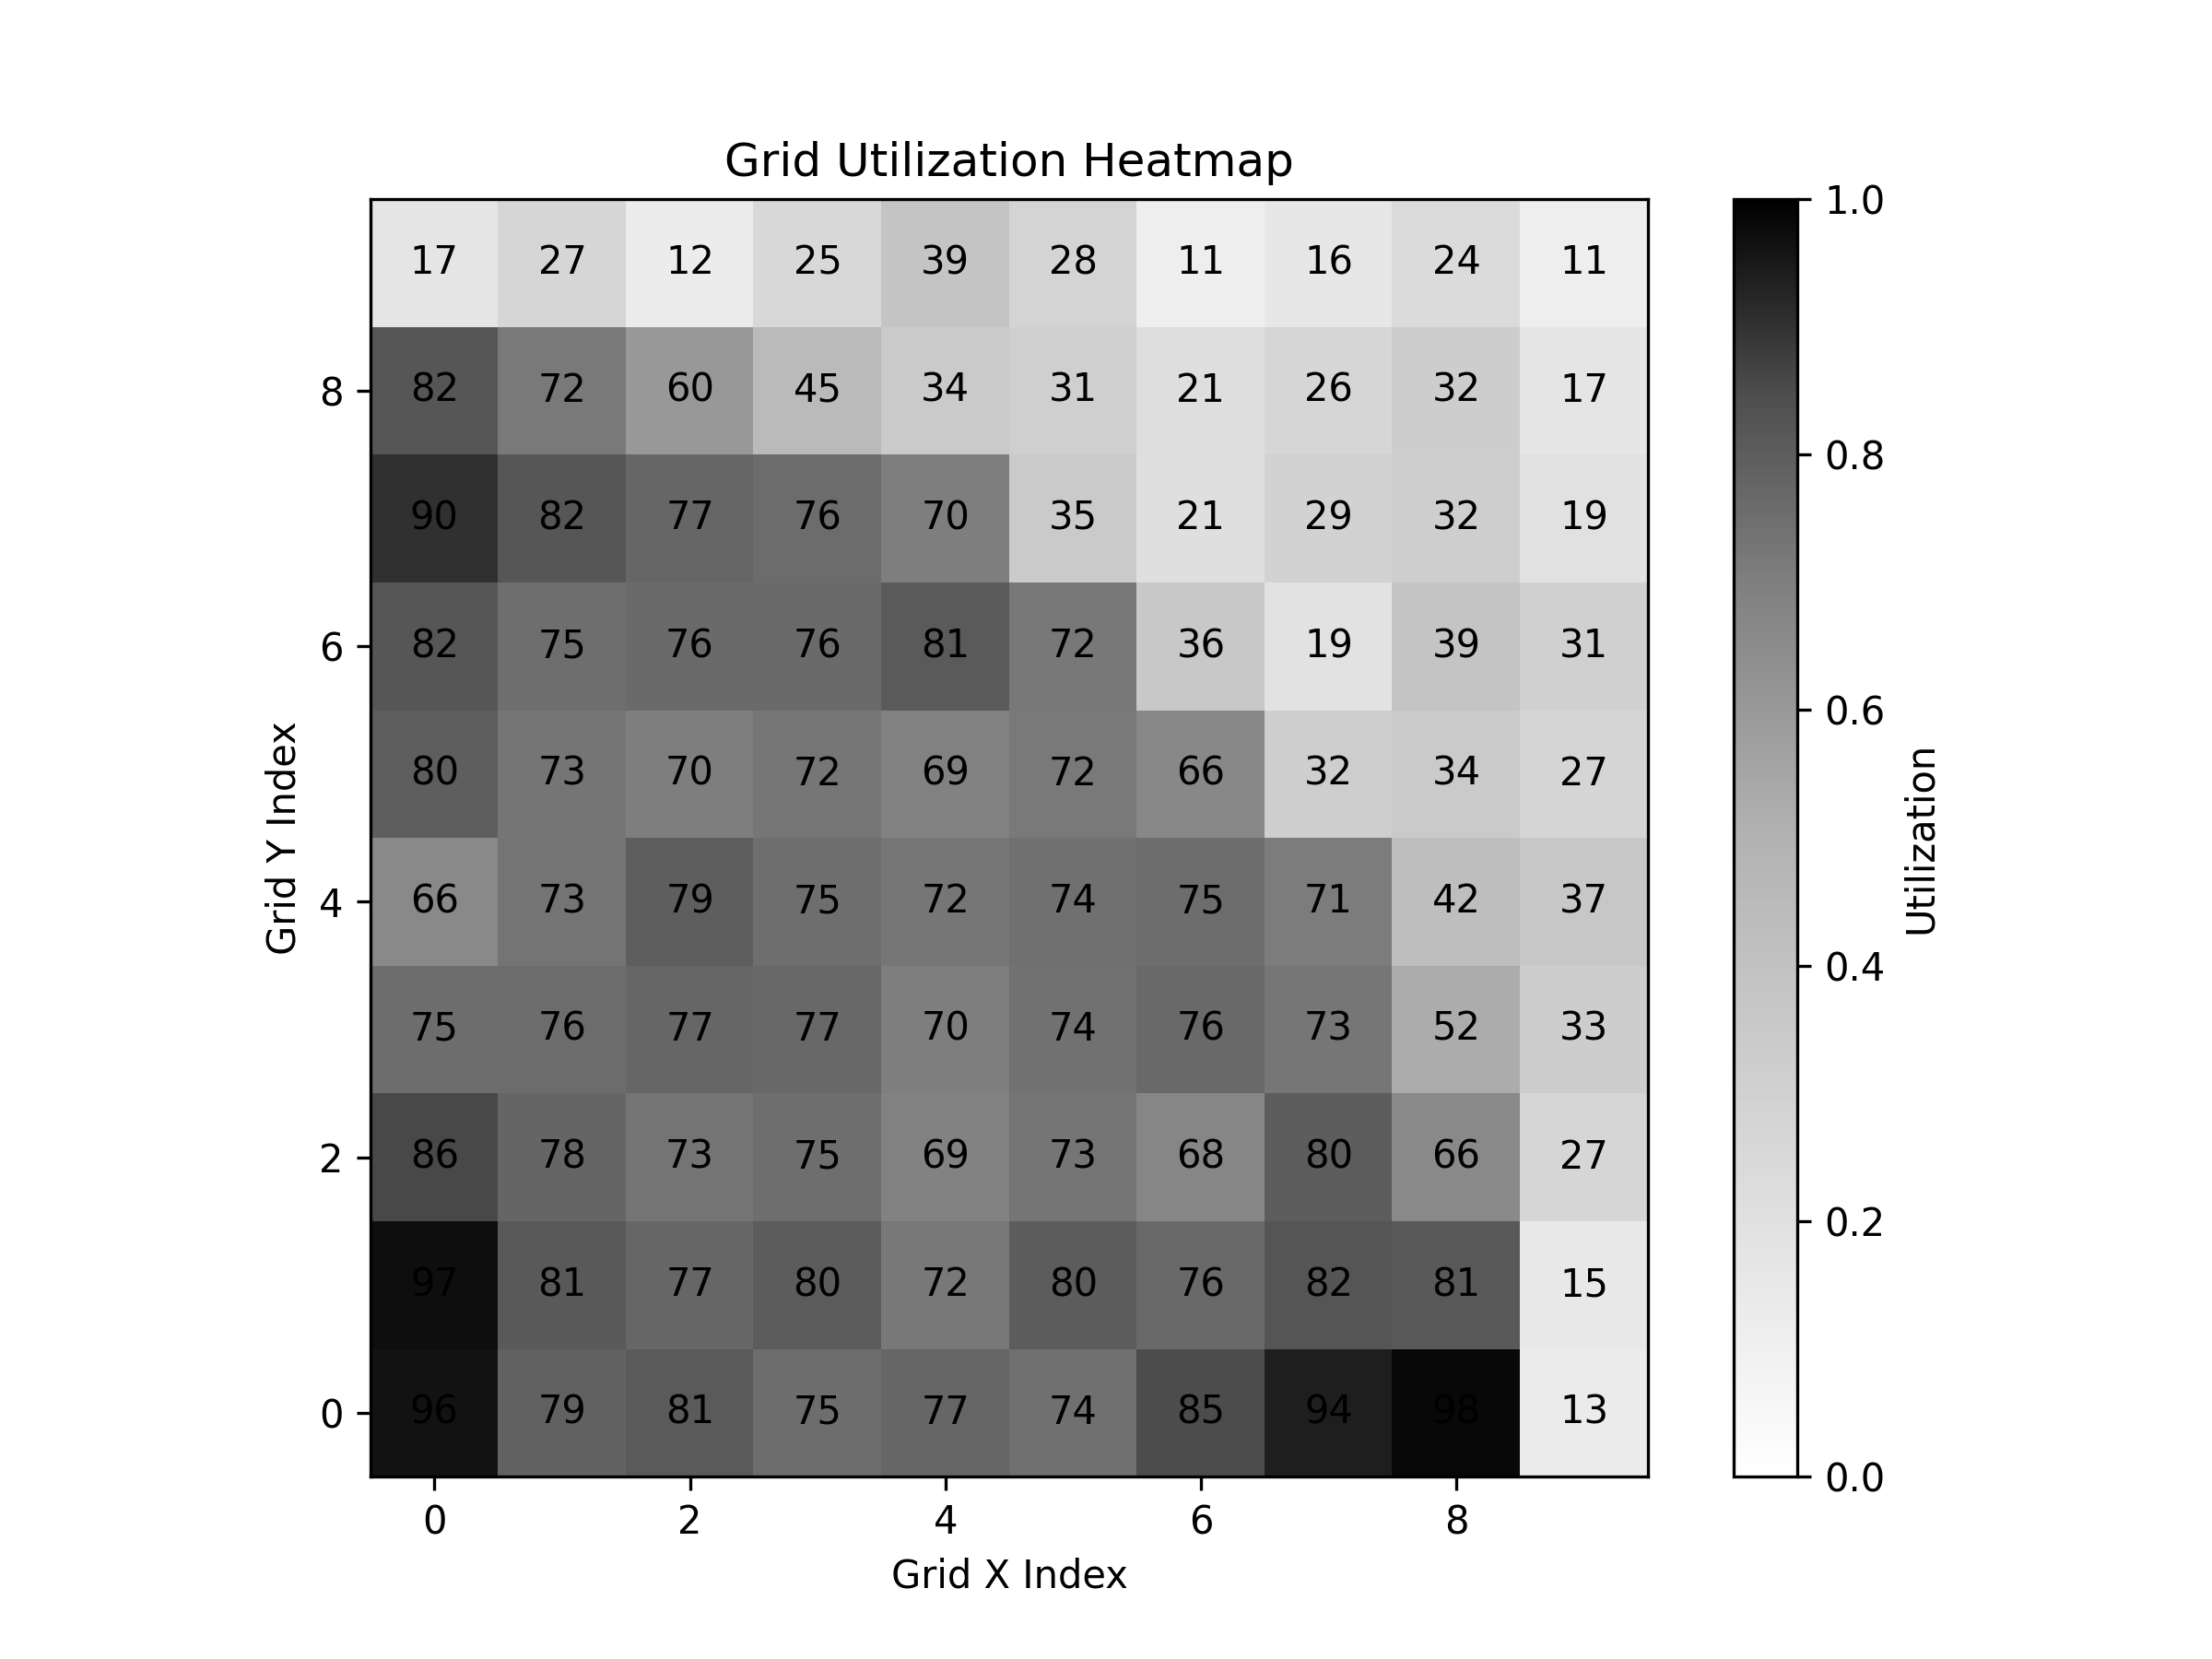 Grid Utilization Heatmap
17 27 12 25 39 28 11 16 24 11
8 82 72 60 45 34 31 21 26 32 17
90 82 77 76 70 35 21 29 32 19
6 82 75 76 76 81 72 36 19 39 31
80 73 70 72 69 72 66 32 34 27
4 66 73 79 75 72 74 75 71 42 37
75 76 77 77 70 74 76 73 52 33
2 86 78 73 75 69 73 68 80 66 27
97 81 77 80 72 80 76 82 81 15
0 96 79 81 75 77 74 85 94 98 13
0 2 4 6 8
Grid X Index
Grid Y Index
1.0
0.8
0.6
0.4
0.2
0.0
Utilization